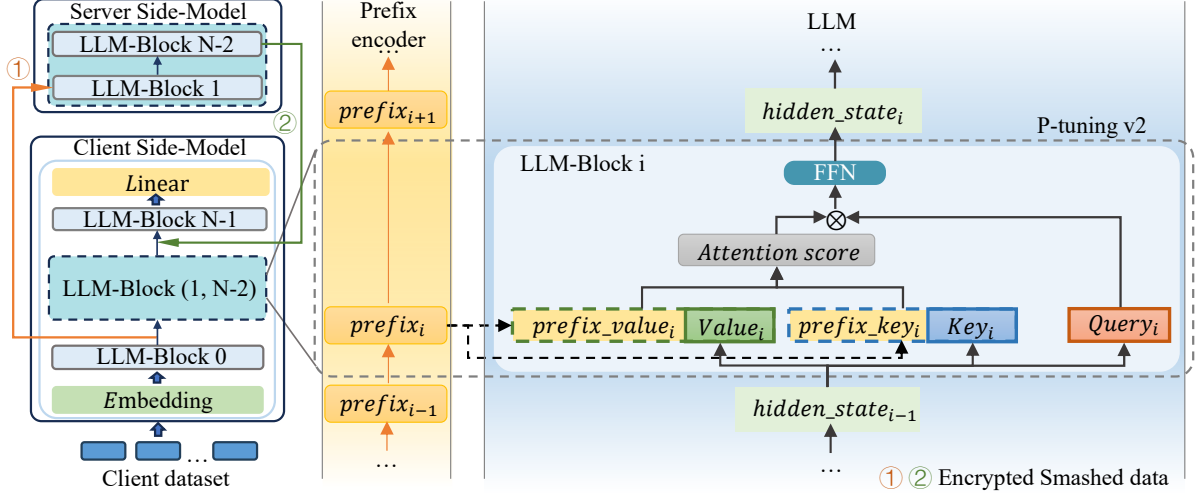 Server Side-Model
LLM-Block N-2
LLM-Block 1
①
②
Client Side-Model
Linear
LLM-Block N-1
LLM-Block (1, N-2)
LLM-Block 0
Embedding
...
Client dataset
Prefix
encoder
...
prefix_{i+1}
prefix_i
prefix_{i-1}
...
LLM
...
hidden_state_i
P-tuning v2
LLM-Block i
FFN
⊗
Attention score
prefix_value_i Value_i prefix_key_i Key_i Query_i
hidden_state_{i-1}
...
① ② Encrypted Smashed data